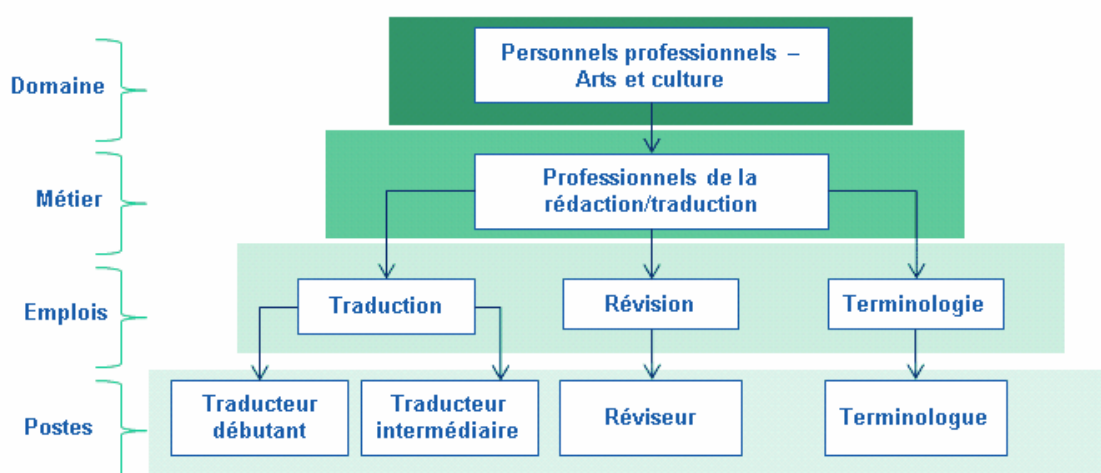 Domaine
Personnels professionnels –
Arts et culture
Métier
Professionnels de la
rédaction/traduction
Emplois
Traduction
Révision
Terminologie
Postes
Traducteur
débutant
Traducteur
intermédiaire
Réviseur
Terminologue